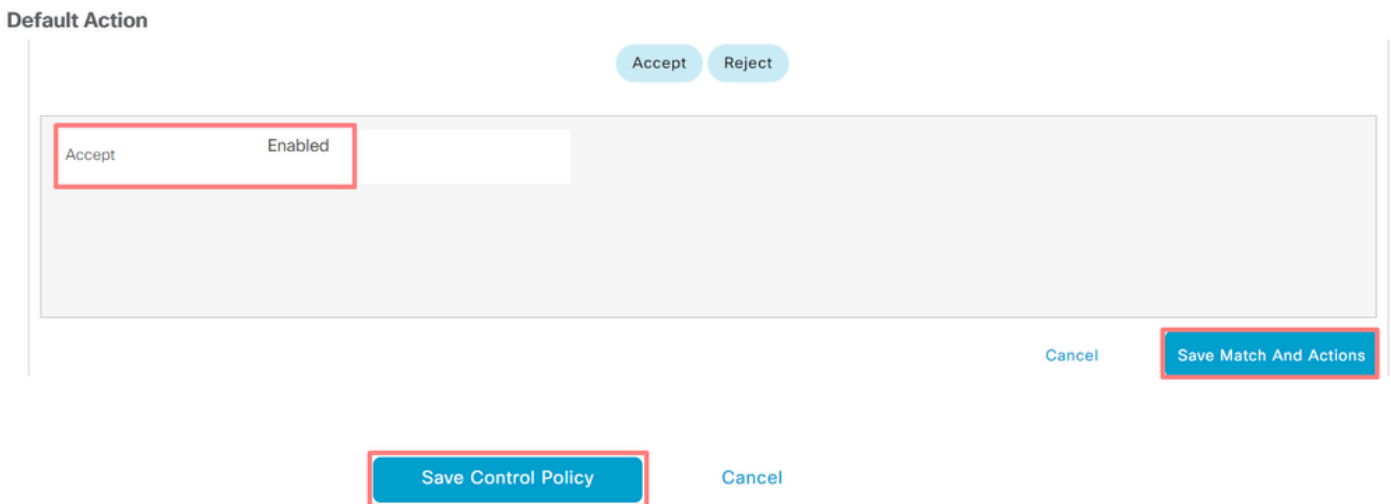 Default Action
Accept Reject
Accept Enabled
Cancel Save Match And Actions
Save Control Policy Cancel